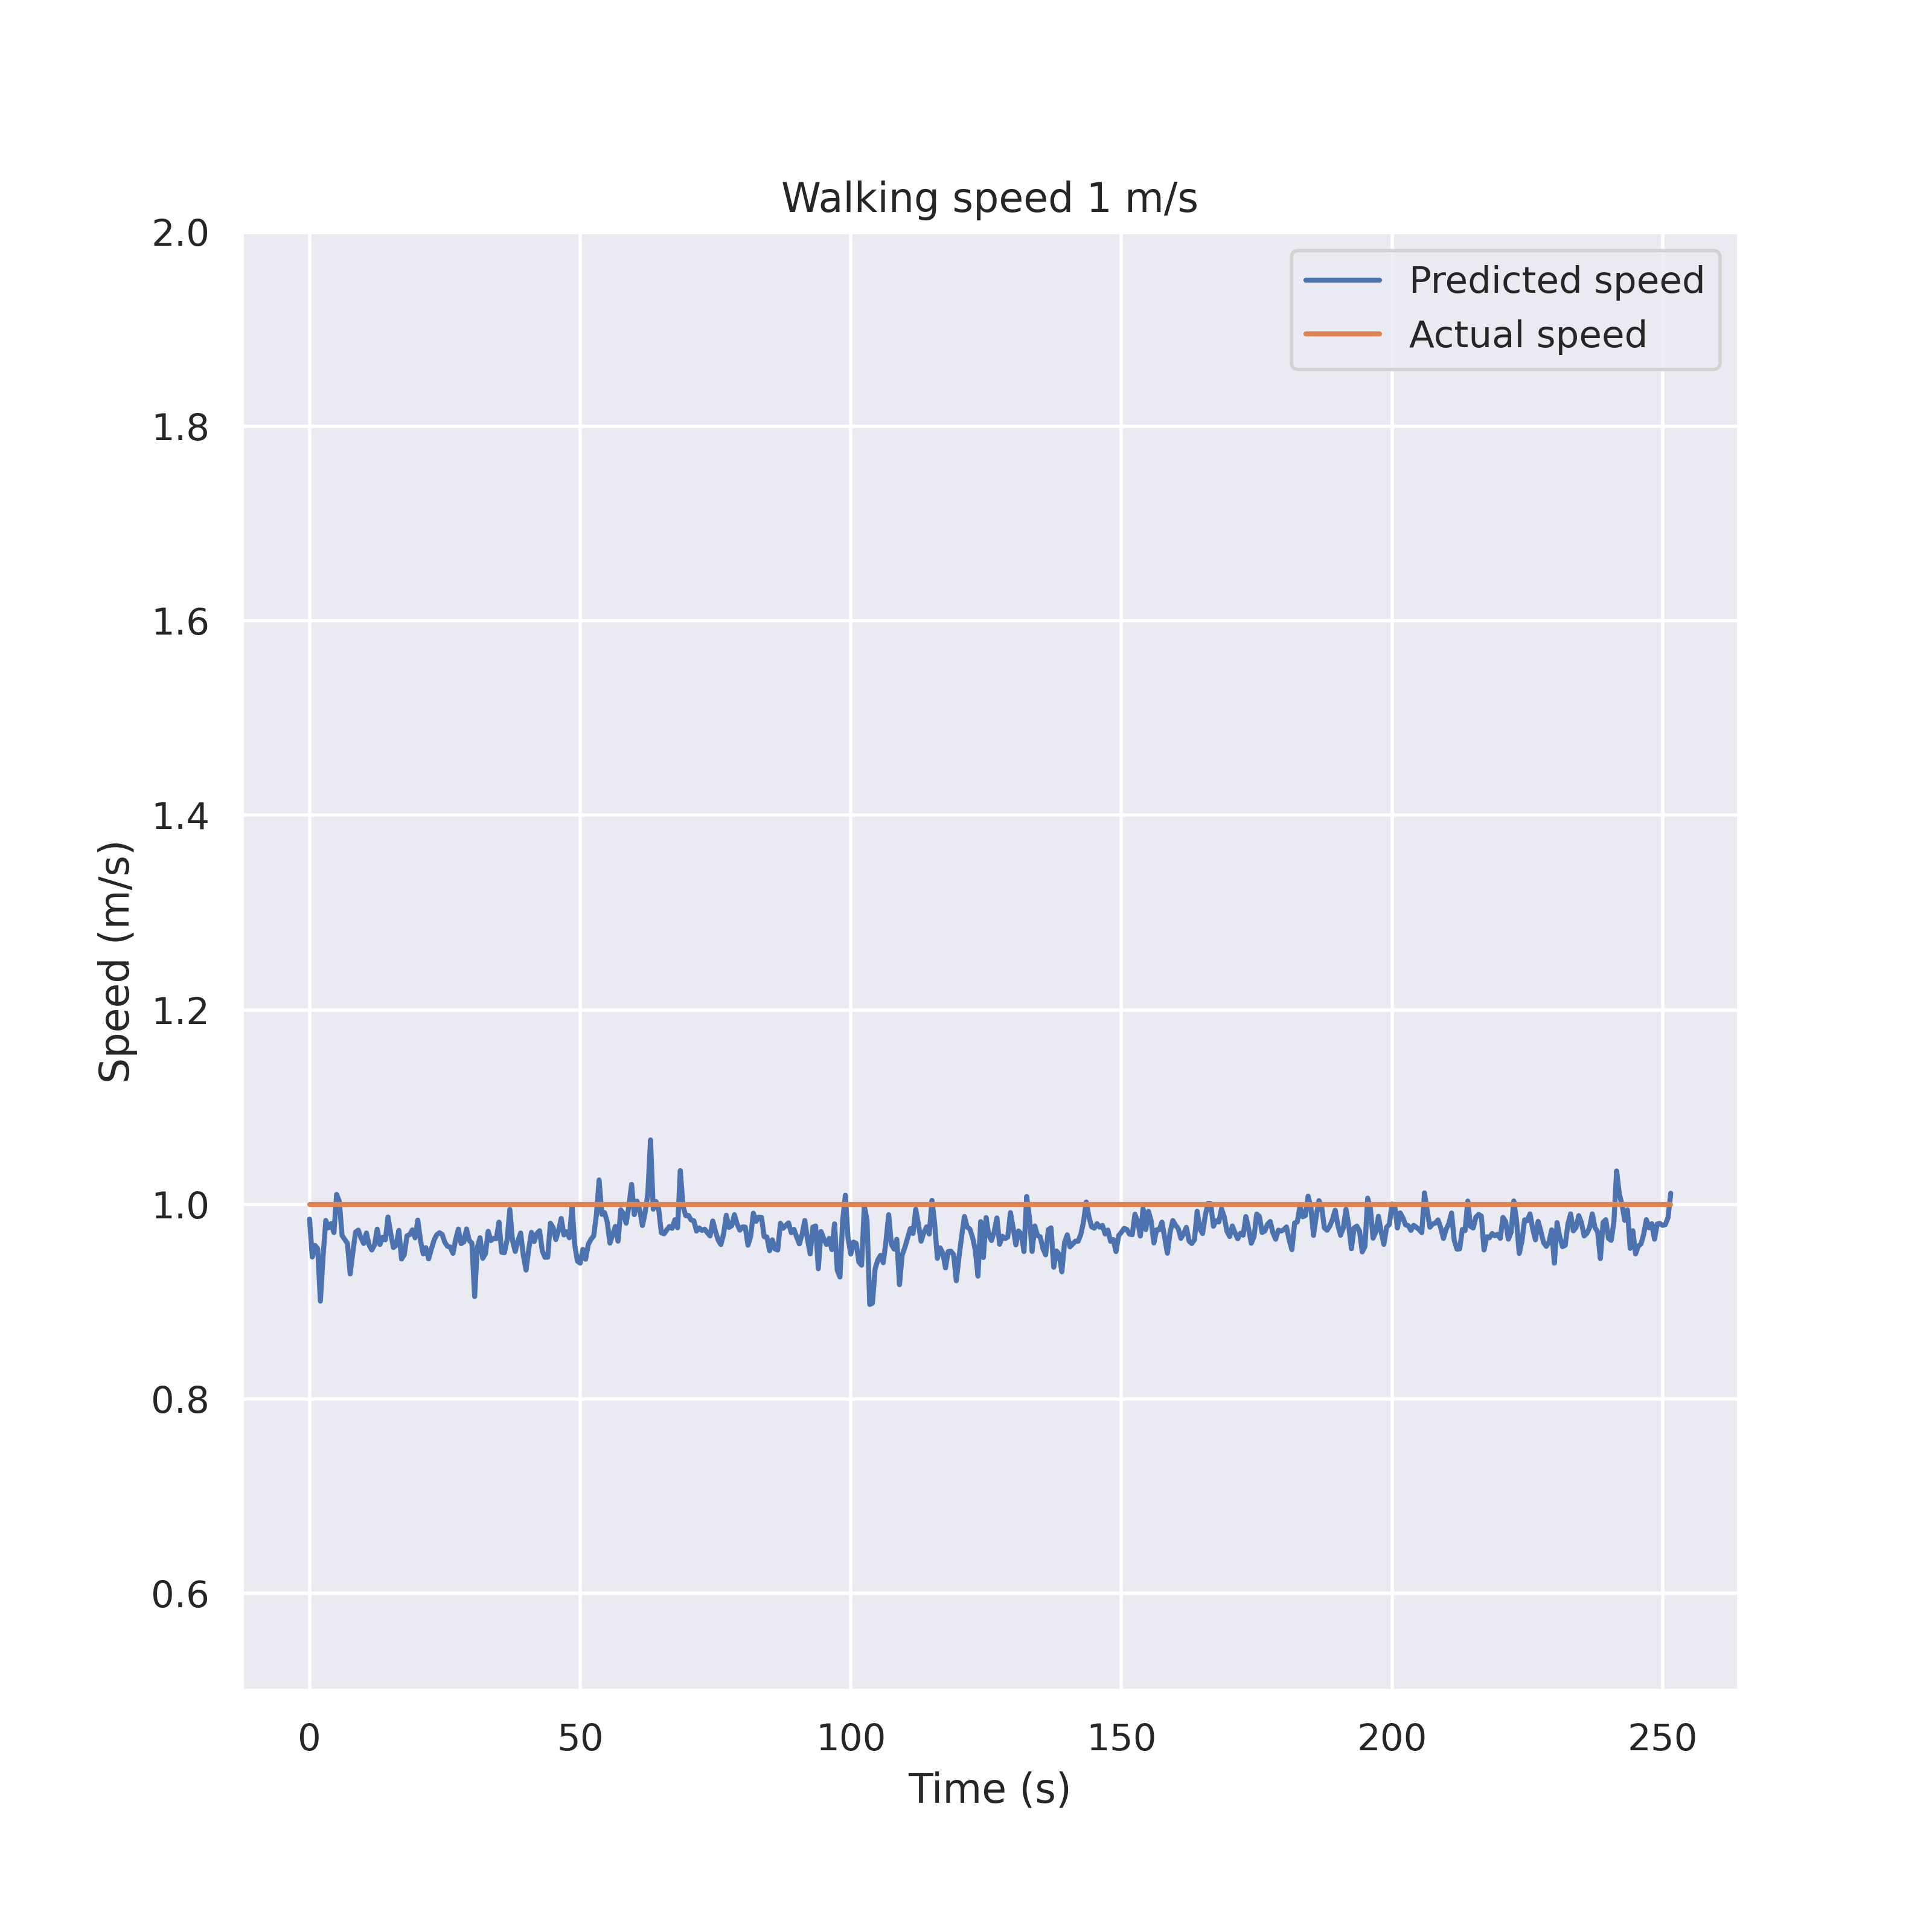 Walking speed 1 m/s
2.0
1.8
1.6
1.4
1.2
1.0
0.8
0.6
Speed (m/s)
Predicted speed
Actual speed
0 50 100 150 200 250
Time (s)